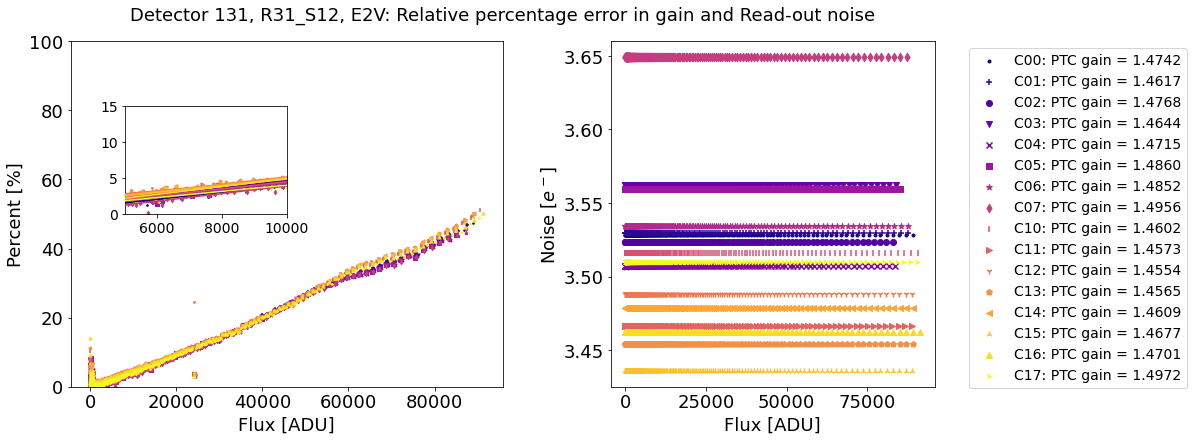 Detector 131, R31_S12, E2V: Relative percentage error in gain and Read-out noise
Percent [%]
100
80
60
40
20
0
0
20000
40000
60000
80000
Flux [ADU]
15
10
5
0
6000
8000
10000
Noise [e⁻]
3.65
3.60
3.55
3.50
3.45
0
25000
50000
75000
Flux [ADU]
C00: PTC gain = 1.4742
C01: PTC gain = 1.4617
C02: PTC gain = 1.4768
C03: PTC gain = 1.4644
C04: PTC gain = 1.4715
C05: PTC gain = 1.4860
C06: PTC gain = 1.4852
C07: PTC gain = 1.4956
C10: PTC gain = 1.4602
C11: PTC gain = 1.4573
C12: PTC gain = 1.4554
C13: PTC gain = 1.4565
C14: PTC gain = 1.4609
C15: PTC gain = 1.4677
C16: PTC gain = 1.4701
C17: PTC gain = 1.4972